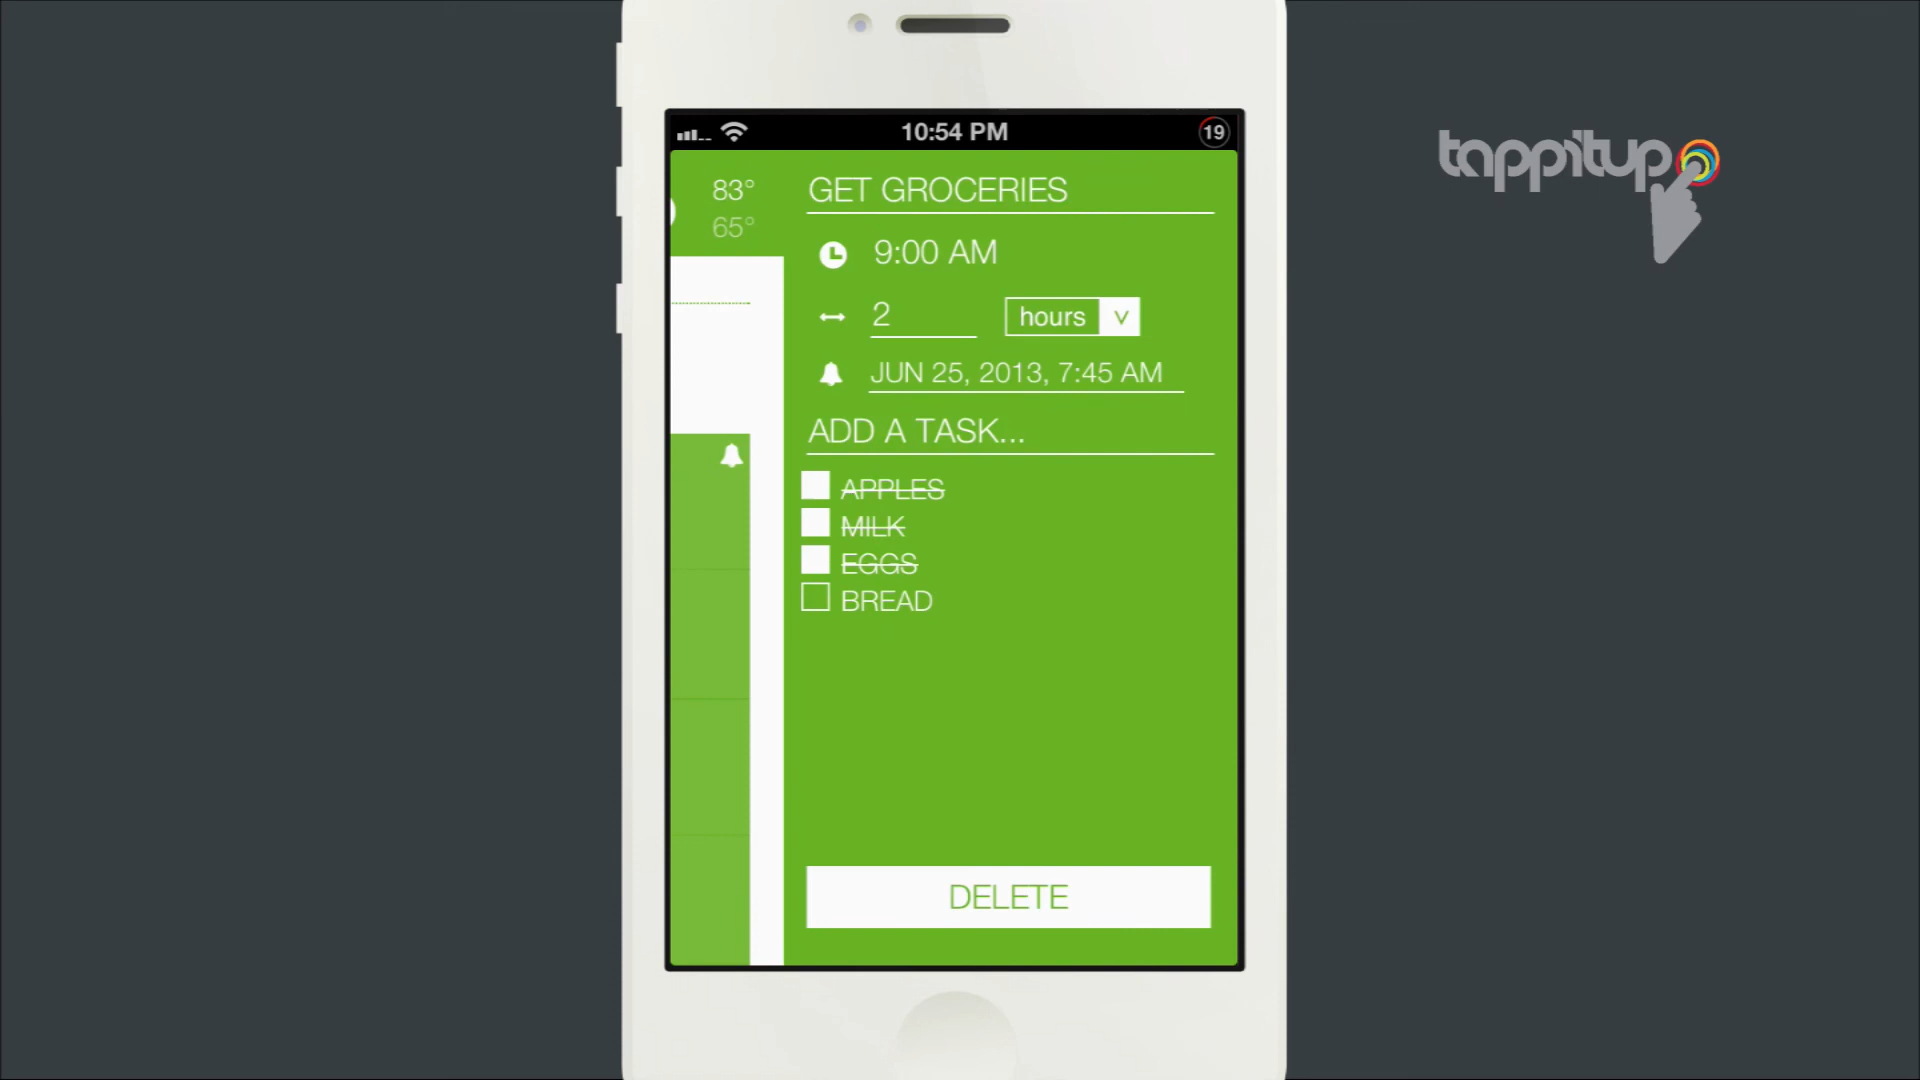 10:54 PM
19
tappitup
83°
65°
GET GROCERIES
9:00 AM
2
hours
V
JUN 25, 2013, 7:45 AM
ADD A TASK...
APPLES
MILK
EGGS
BREAD
DELETE